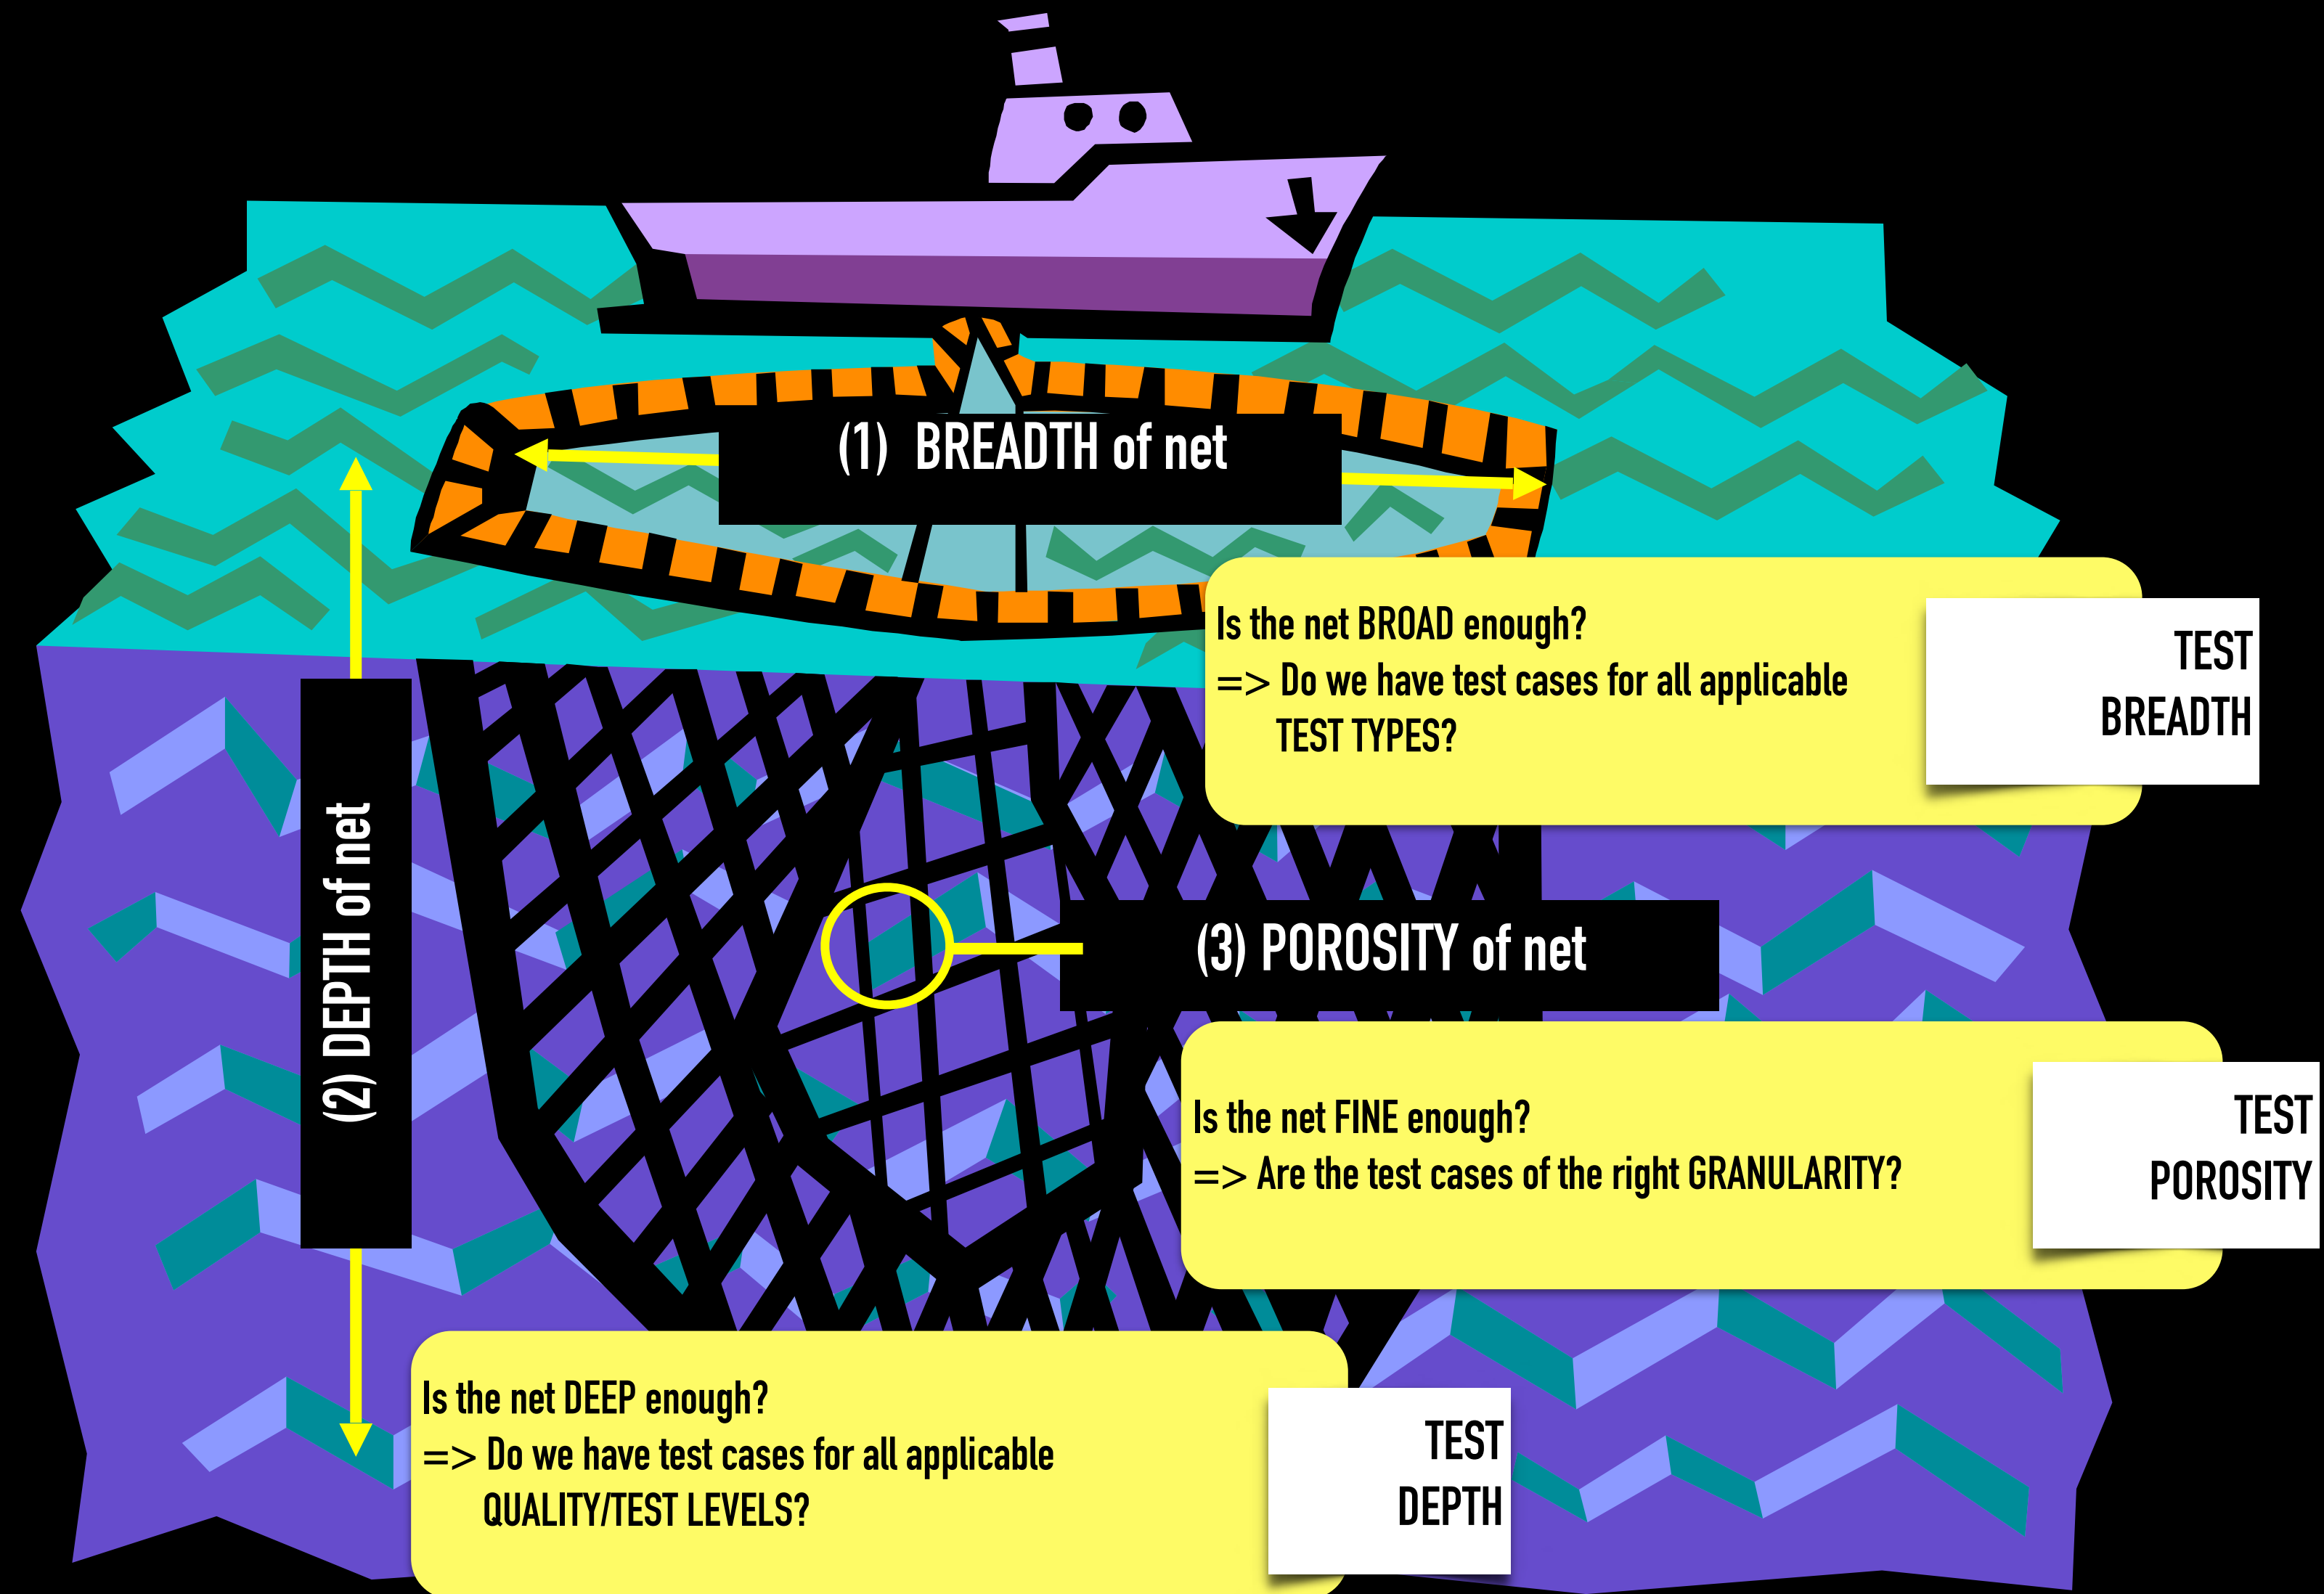 (1) BREADTH of net
Is the net BROAD enough?
=> Do we have test cases for all applicable
TEST TYPES?
TEST
BREADTH
(2) DEPTH of net
(3) POROSITY of net
Is the net FINE enough?
=> Are the test cases of the right GRANULARITY?
TEST
POROSITY
Is the net DEEP enough?
=> Do we have test cases for all applicable
QUALITY/TEST LEVELS?
TEST
DEPTH